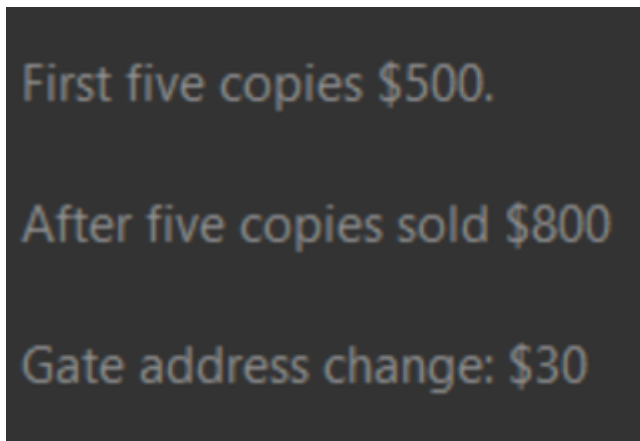 First five copies $500.
After five copies sold $800
Gate address change: $30